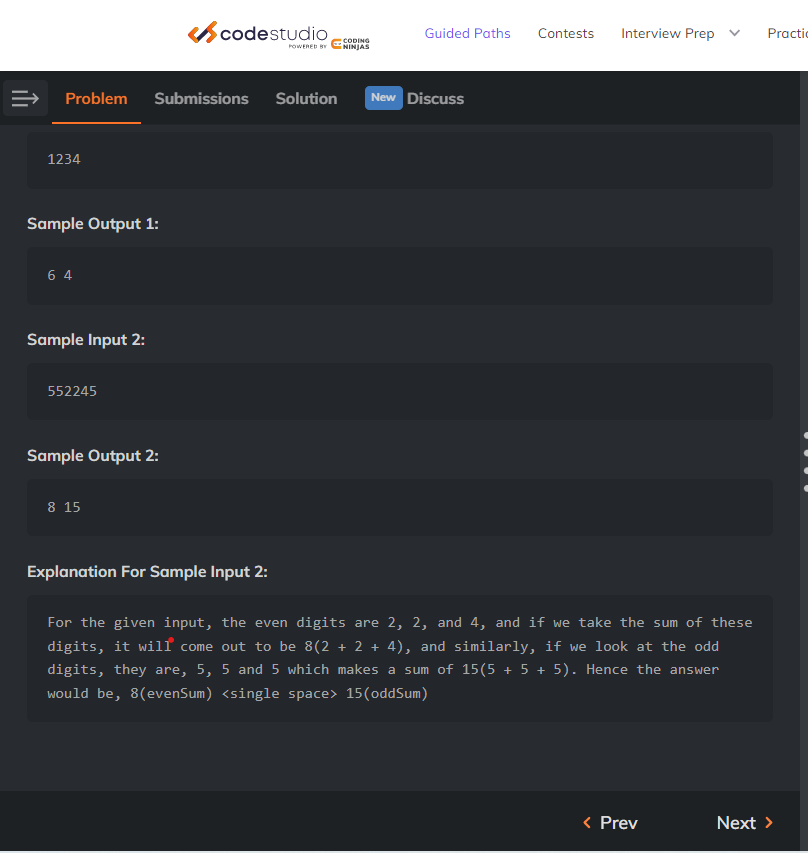 codestudio
POWERED BY CODING NINJAS
Guided Paths Contests Interview Prep Practic
Problem Submissions Solution New Discuss
1234
Sample Output 1:
6 4
Sample Input 2:
552245
Sample Output 2:
8 15
Explanation For Sample Input 2:
For the given input, the even digits are 2, 2, and 4, and if we take the sum of these
digits, it will come out to be 8(2 + 2 + 4), and similarly, if we look at the odd
digits, they are, 5, 5 and 5 which makes a sum of 15(5 + 5 + 5). Hence the answer
would be, 8(evenSum) <single space> 15(oddSum)
Prev Next